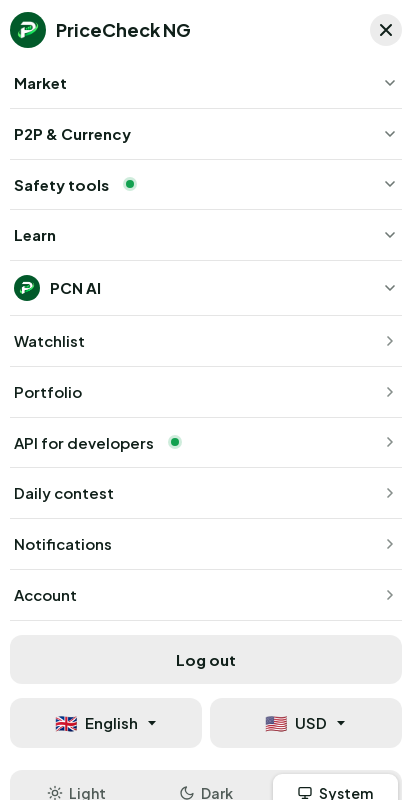 PriceCheck NG
Market
P2P & Currency
Safety tools
Learn
PCN AI
Watchlist
Portfolio
API for developers
Daily contest
Notifications
Account
Log out
English USD
Light Dark System